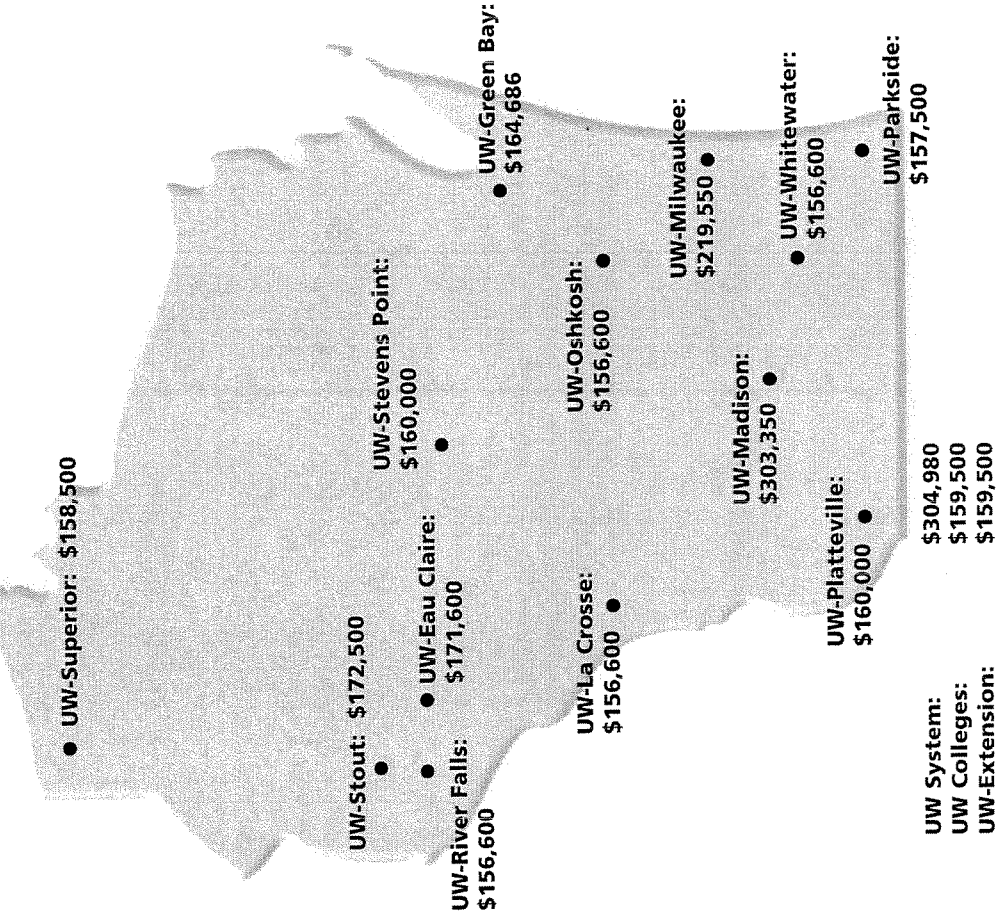 UW-Superior: $158,500
UW-Stout: $172,500
UW-Eau Claire:
$171,600
UW-River Falls:
$156,600
UW-Stevens Point:
$160,000
UW-Green Bay:
$164,686
UW-La Crosse:
$156,600
UW-Oshkosh:
$156,600
UW-Milwaukee:
$219,550
UW-Madison:
$303,350
UW-Whitewater:
$156,600
UW-Platteville:
$160,000
UW-Parkside:
$157,500
UW System: $304,980
UW Colleges: $159,500
UW-Extension: $159,500